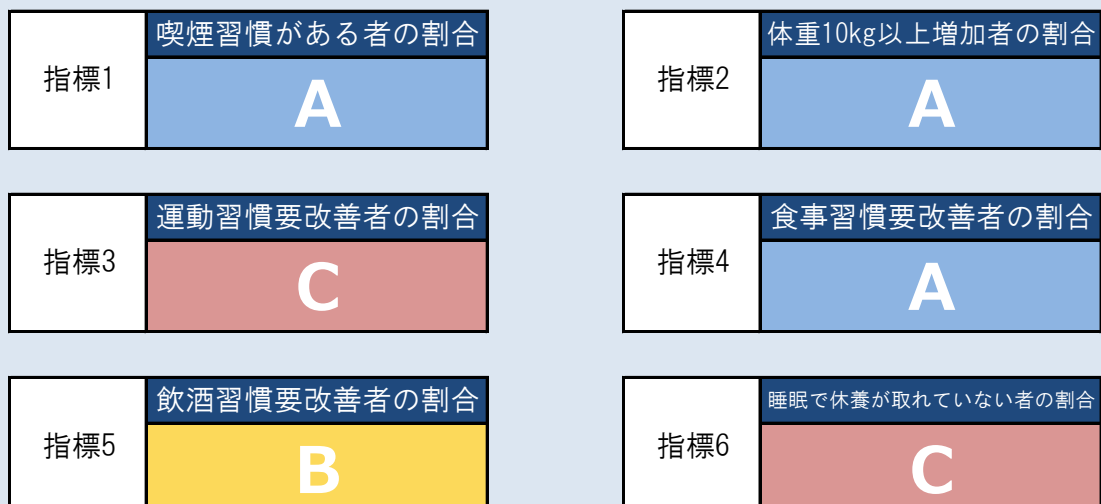 指標1
喫煙習慣がある者の割合
A
指標2
体重10kg以上増加者の割合
A
指標3
運動習慣要改善者の割合
C
指標4
食事習慣要改善者の割合
A
指標5
飲酒習慣要改善者の割合
B
指標6
睡眠で休養が取れていない者の割合
C